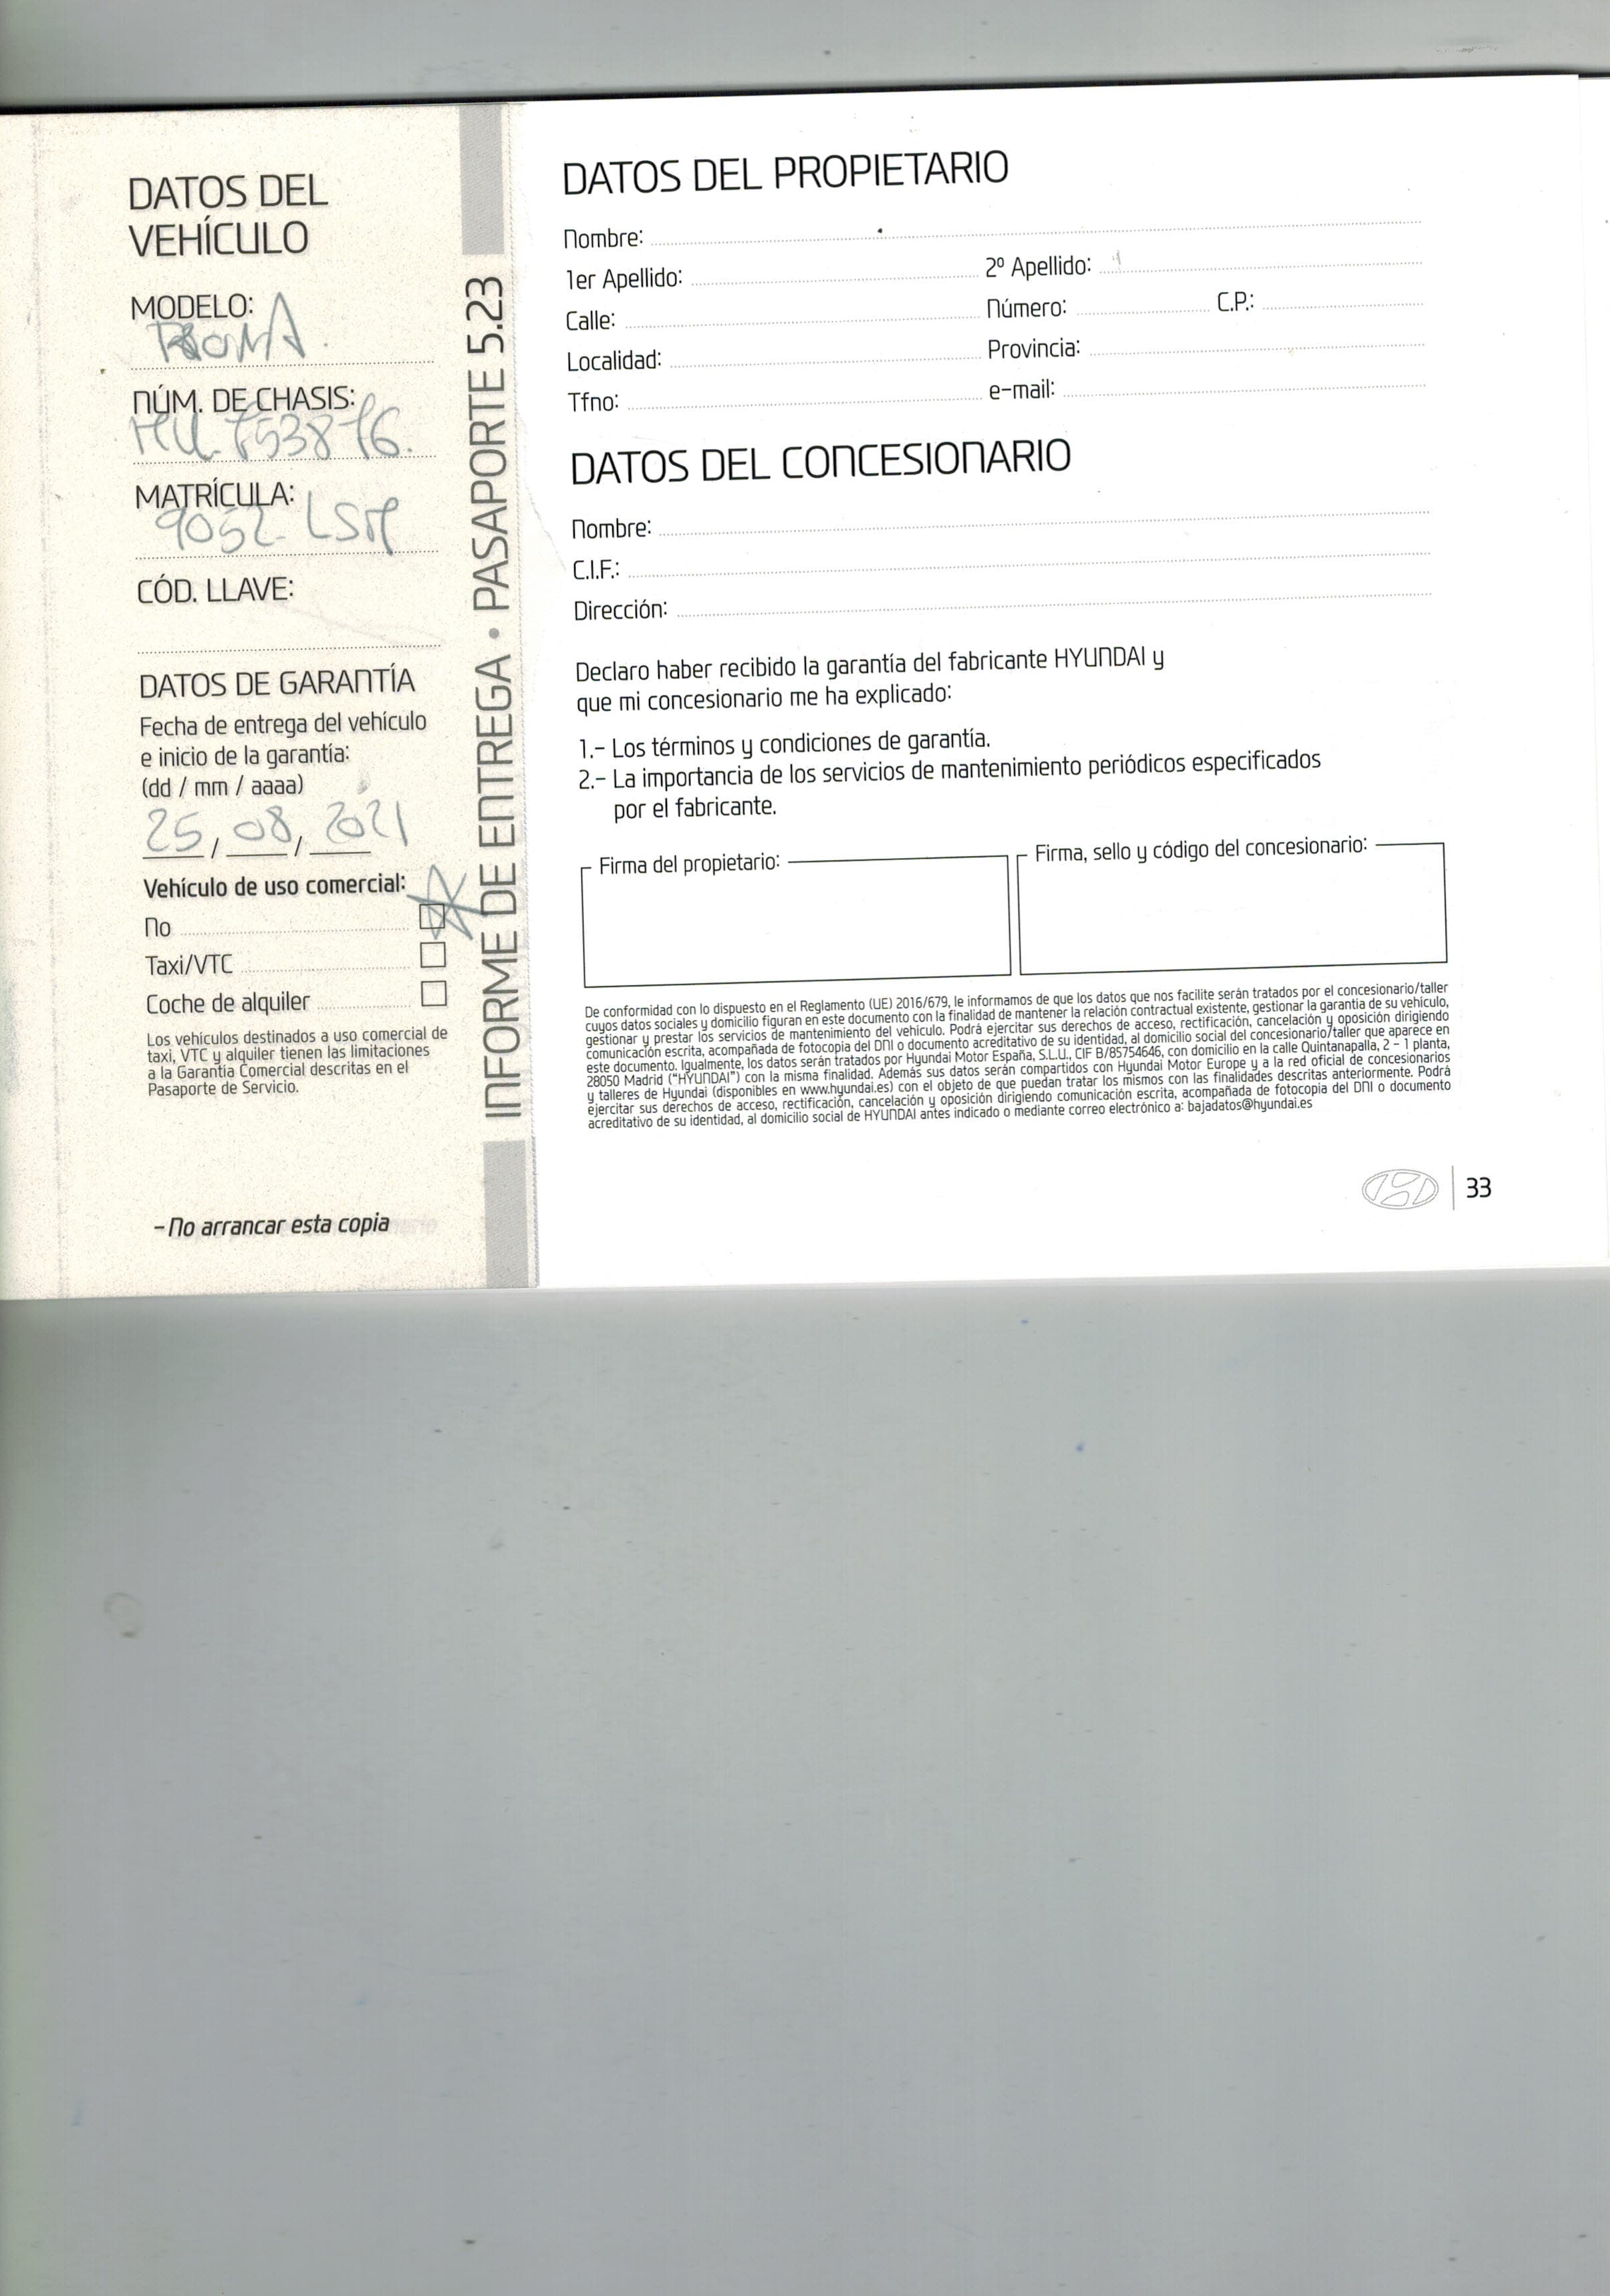 DATOS DEL
VEHÍCULO
MODELO:
NÚM. DE CHASIS:
753876.
MATRÍCULA:
9052-LSM
CÓD. LLAVE:
DATOS DE GARANTÍA
Fecha de entrega del vehículo
e inicio de la garantía:
(dd / mm / aaaa)
25 / 08 / 2021
Vehículo de uso comercial:
No
Taxi/VTC
Coche de alquiler
Los vehículos destinados a uso comercial de
taxi, VTC y alquiler tienen las limitaciones
a la Garantía Comercial descritas en el
Pasaporte de Servicio.
- No arrancar esta copia
INFORME DE ENTREGA • PASAPORTE 5.23
DATOS DEL PROPIETARIO
Nombre:
1er Apellido: 2º Apellido:
Calle: Número: C.P.:
Localidad: Provincia:
Tfno: e-mail:
DATOS DEL CONCESIONARIO
Nombre:
C.I.F.:
Dirección:
Declaro haber recibido la garantía del fabricante HYUNDAI y
que mi concesionario me ha explicado:
1.- Los términos y condiciones de garantía.
2.- La importancia de los servicios de mantenimiento periódicos especificados
por el fabricante.
Firma del propietario: Firma, sello y código del concesionario:
De conformidad con lo dispuesto en el Reglamento (UE) 2016/679, le informamos de que los datos que nos facilite serán tratados por el concesionario/taller
cuyos datos sociales y domicilio figuran en este documento con la finalidad de mantener la relación contractual existente, gestionar la garantía de su vehículo,
gestionar y prestar los servicios de mantenimiento del vehículo. Podrá ejercitar sus derechos de acceso, rectificación, cancelación y oposición dirigiendo
comunicación escrita, acompañada de fotocopia del DNI o documento acreditativo de su identidad, al domicilio social del concesionario/taller que aparece en
este documento. Igualmente, los datos serán tratados por Hyundai Motor España, S.L.U., CIF B/85754646, con domicilio en la calle Quintanapalla, 2 - 1 planta,
28050 Madrid ("HYUNDAI") con la misma finalidad. Además sus datos serán compartidos con Hyundai Motor Europe y a la red oficial de concesionarios
y talleres de Hyundai (disponibles en www.hyundai.es) con el objeto de que puedan tratar los mismos con las finalidades descritas anteriormente. Podrá
ejercitar sus derechos de acceso, rectificación, cancelación y oposición dirigiendo comunicación escrita, acompañada de fotocopia del DNI o documento
acreditativo de su identidad, al domicilio social de HYUNDAI antes indicado o mediante correo electrónico a: bajadatos@hyundai.es
33